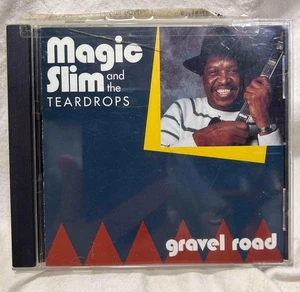 Magic
Slim and the
TEARDROPS
gravel road